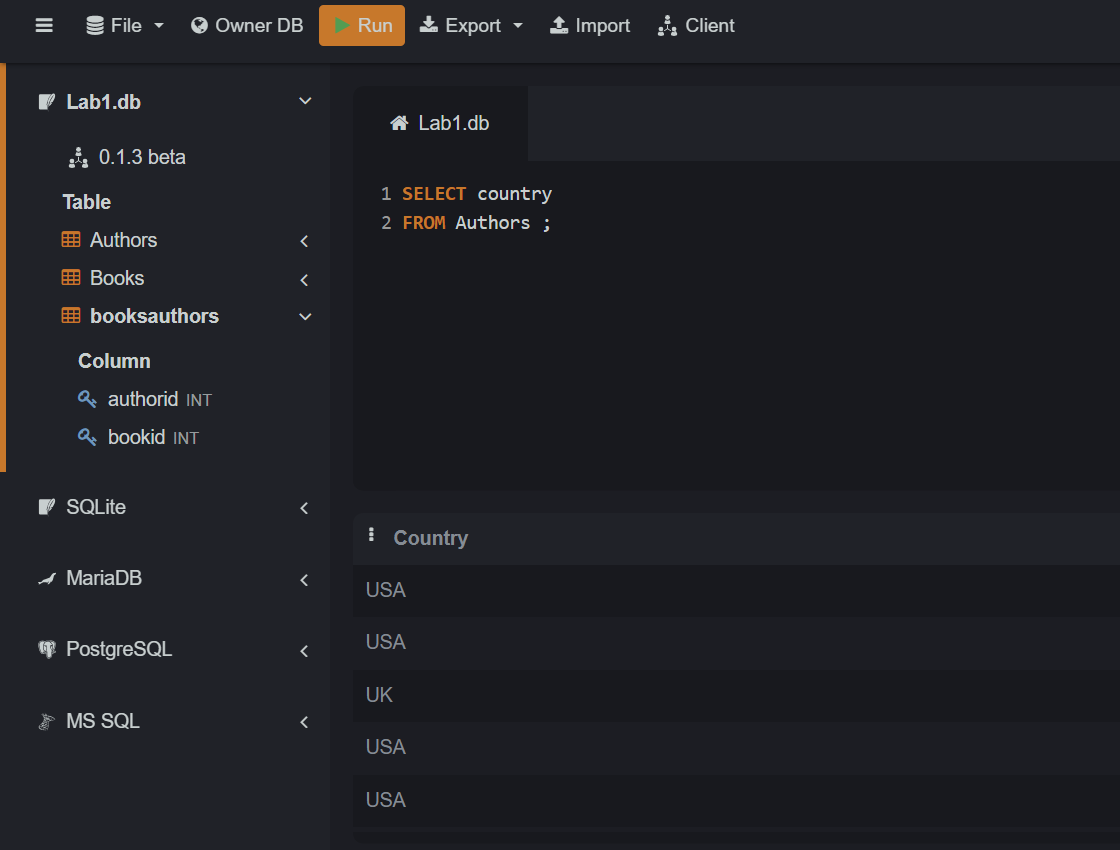 File Owner DB Run Export Import Client
Lab1.db
0.1.3 beta
Table
Authors
Books
booksauthors
Column
authorid INT
bookid INT
SQLite
MariaDB
PostgreSQL
MS SQL
Lab1.db
1 SELECT country
2 FROM Authors ;
Country
USA
USA
UK
USA
USA